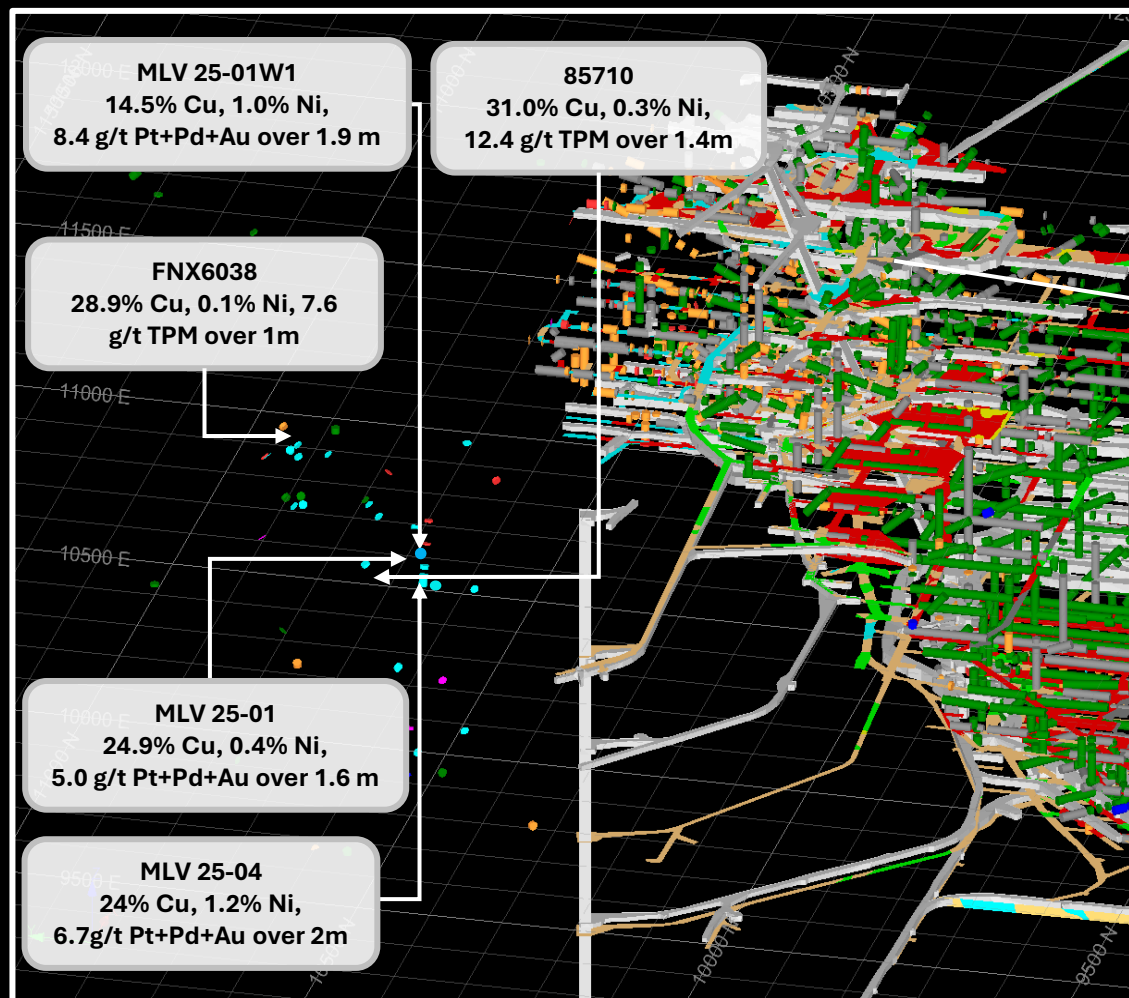 MLV 25-01W1
14.5% Cu, 1.0% Ni,
8.4 g/t Pt+Pd+Au over 1.9 m
85710
31.0% Cu, 0.3% Ni,
12.4 g/t TPM over 1.4m
11500 E
FNX6038
28.9% Cu, 0.1% Ni, 7.6
g/t TPM over 1m
11000 E
10500 E
MLV 25-01
24.9% Cu, 0.4% Ni,
5.0 g/t Pt+Pd+Au over 1.6 m
10000 E
MLV 25-04
24% Cu, 1.2% Ni,
6.7g/t Pt+Pd+Au over 2m
9500 E
10000 N
9500 N